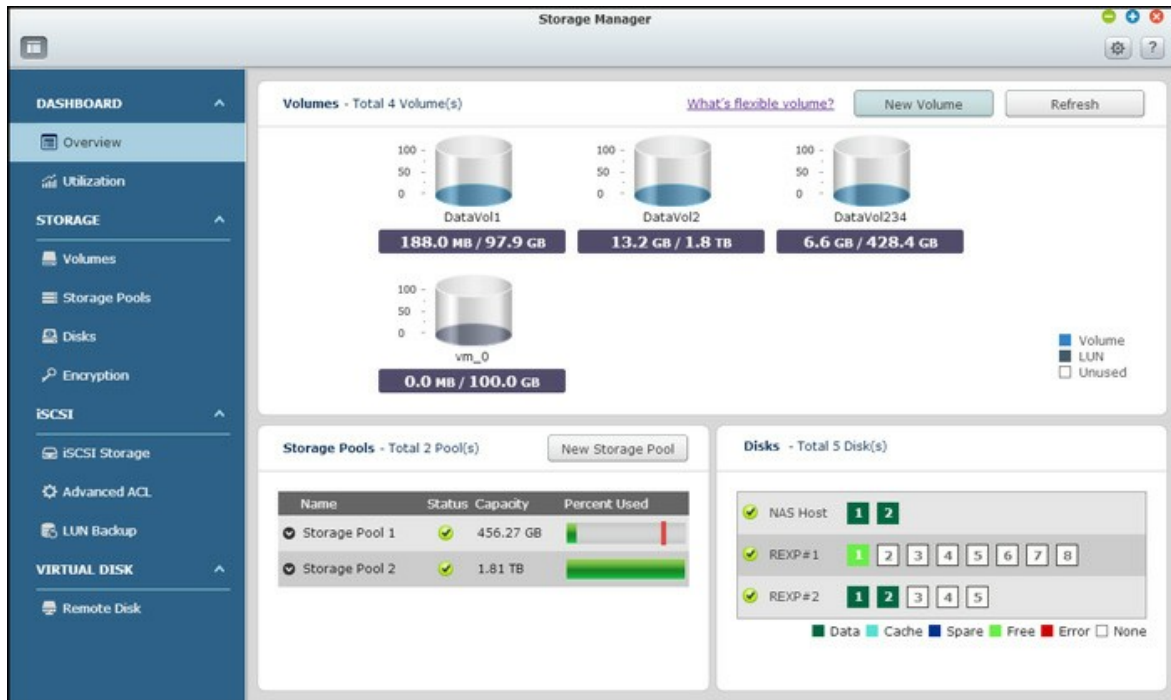 Storage Manager
?
DASHBOARD
Overview
Utilization
STORAGE
Volumes
Storage Pools
Disks
Encryption
iSCSI
iSCSI Storage
Advanced ACL
LUN Backup
VIRTUAL DISK
Remote Disk
Volumes - Total 4 Volume(s) What's flexible volume? New Volume Refresh
100 50 0
DataVol1
188.0 MB / 97.9 GB
100 50 0
DataVol2
13.2 GB / 1.8 TB
100 50 0
DataVol234
6.6 GB / 428.4 GB
100 50 0
vm_0
0.0 MB / 100.0 GB
Volume
LUN
Unused
Storage Pools - Total 2 Pool(s) New Storage Pool
Name Status Capacity Percent Used
Storage Pool 1 456.27 GB
Storage Pool 2 1.81 TB
Disks - Total 5 Disk(s)
NAS Host 1 2
REXP#1 1 2 3 4 5 6 7 8
REXP#2 1 2 3 4 5
Data Cache Spare Free Error None